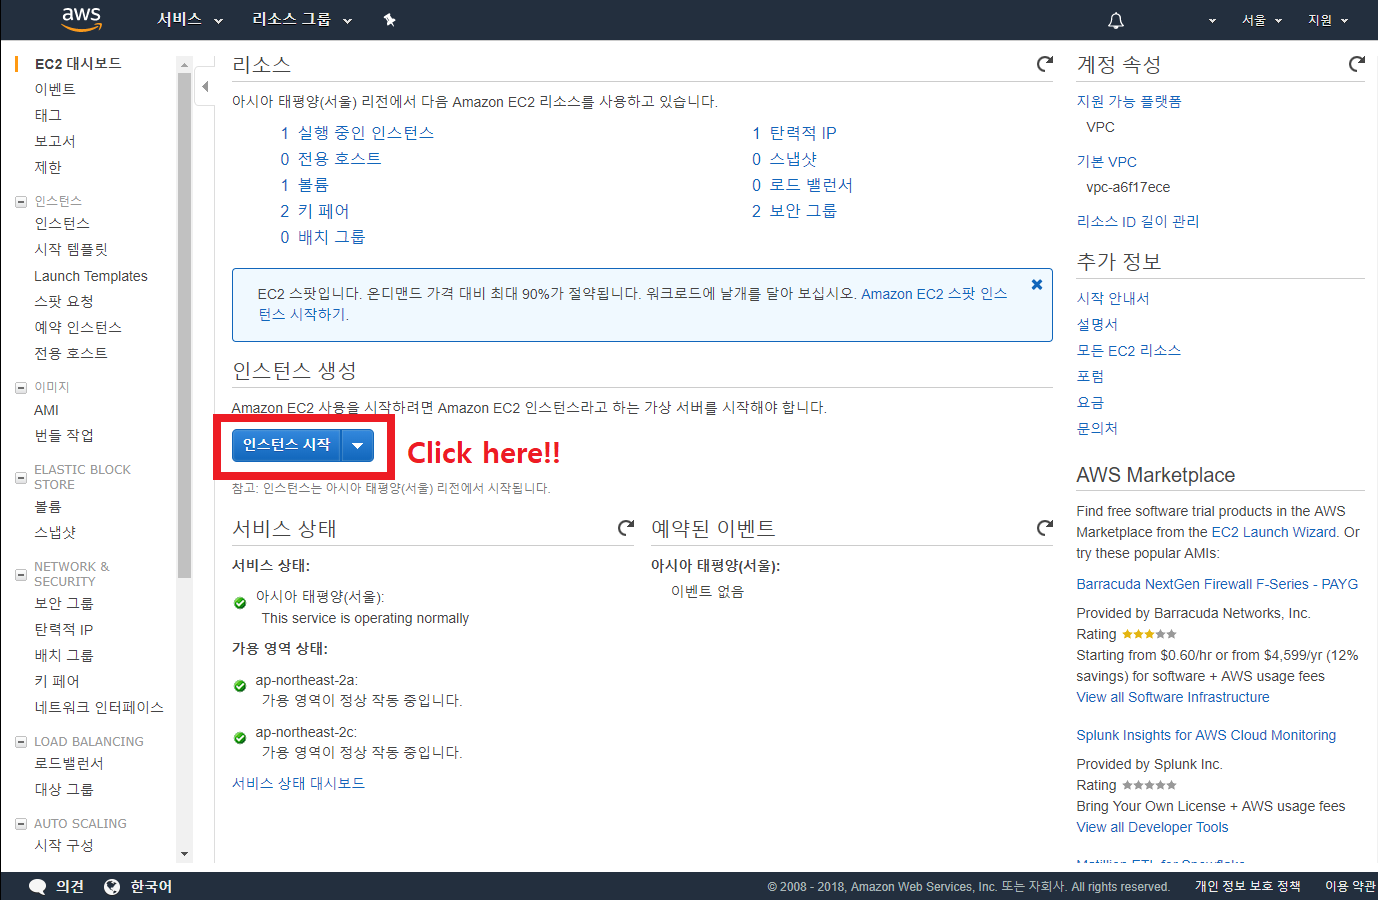 aws
서비스
리소스 그룹
서울
지원
EC2 대시보드
이벤트
태그
보고서
제한
인스턴스
인스턴스
시작 템플릿
Launch Templates
스팟 요청
예약 인스턴스
전용 호스트
이미지
AMI
번들 작업
ELASTIC BLOCK
STORE
볼륨
스냅샷
NETWORK &
SECURITY
보안 그룹
탄력적 IP
배치 그룹
키 페어
네트워크 인터페이스
LOAD BALANCING
로드밸런서
대상 그룹
AUTO SCALING
시작 구성
리소스
아시아 태평양(서울) 리전에서 다음 Amazon EC2 리소스를 사용하고 있습니다.
1 실행 중인 인스턴스
0 전용 호스트
1 볼륨
2 키 페어
0 배치 그룹
1 탄력적 IP
0 스냅샷
0 로드 밸런서
2 보안 그룹
EC2 스팟입니다. 온디맨드 가격 대비 최대 90%가 절약됩니다. 워크로드에 날개를 달아 보십시오. Amazon EC2 스팟 인스
턴스 시작하기.
인스턴스 생성
Amazon EC2 사용을 시작하려면 Amazon EC2 인스턴스라고 하는 가상 서버를 시작해야 합니다.
인스턴스 시작
Click here!!
참고: 인스턴스는 아시아 태평양(서울) 리전에서 시작됩니다.
서비스 상태
서비스 상태:
아시아 태평양(서울):
This service is operating normally
가용 영역 상태:
ap-northeast-2a:
가용 영역이 정상 작동 중입니다.
ap-northeast-2c:
가용 영역이 정상 작동 중입니다.
서비스 상태 대시보드
예약된 이벤트
아시아 태평양(서울):
이벤트 없음
계정 속성
지원 가능 플랫폼
VPC
기본 VPC
vpc-a6f17ece
리소스 ID 길이 관리
추가 정보
시작 안내서
설명서
모든 EC2 리소스
포럼
요금
문의처
AWS Marketplace
Find free software trial products in the AWS
Marketplace from the EC2 Launch Wizard. Or
try these popular AMIs:
Barracuda NextGen Firewall F-Series - PAYG
Provided by Barracuda Networks, Inc.
Rating
Starting from $0.60/hr or from $4,599/yr (12%
savings) for software + AWS usage fees
View all Software Infrastructure
Splunk Insights for AWS Cloud Monitoring
Provided by Splunk Inc.
Rating
Bring Your Own License + AWS usage fees
View all Developer Tools
Matillion ETL for Snowflake
의견
한국어
© 2008 - 2018, Amazon Web Services, Inc. 또는 자회사. All rights reserved.
개인 정보 보호 정책
이용 약관